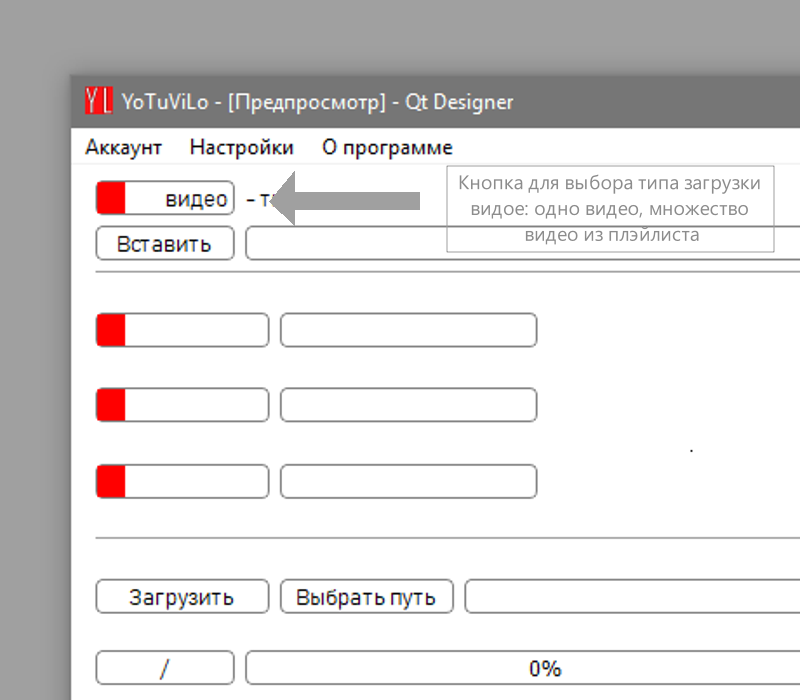 YL YoTuViLo - [Предпросмотр] - Qt Designer
Аккаунт Настройки О программе
видео -
Кнопка для выбора типа загрузки
видое: одно видео, множество
видео из плэйлиста
Вставить
Загрузить Выбрать путь
/ 0%